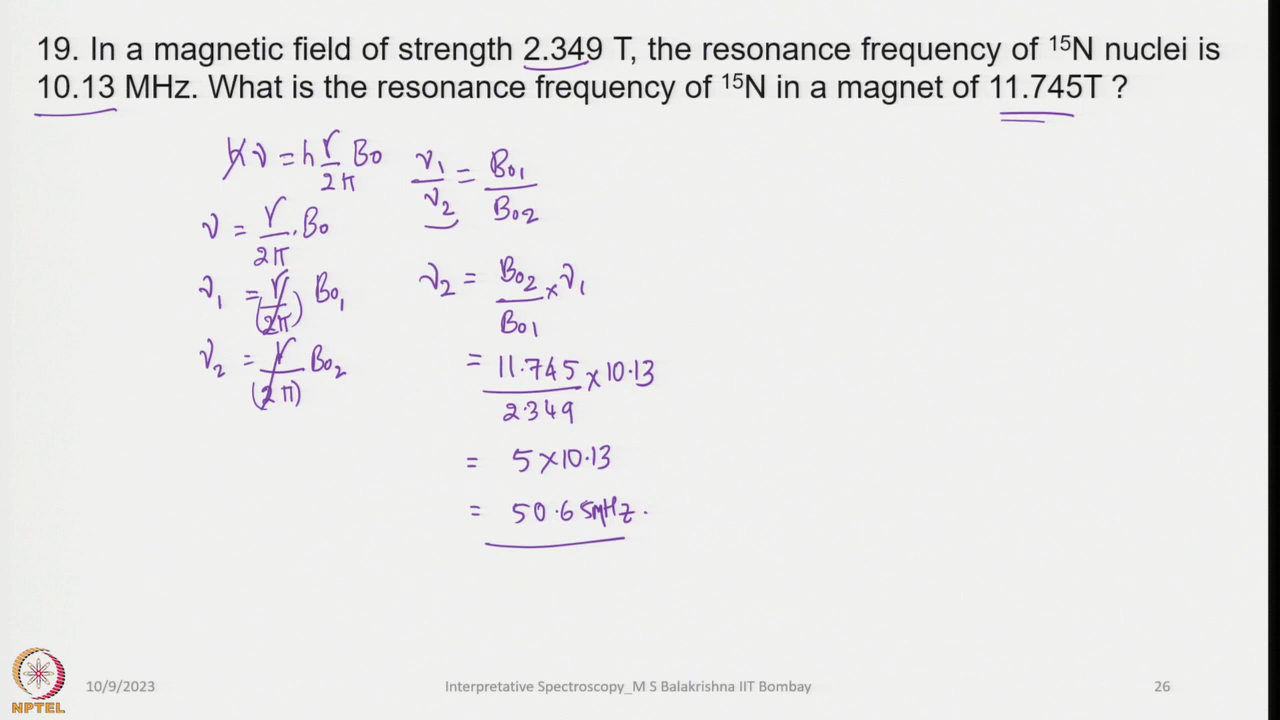 19. In a magnetic field of strength 2.349 T, the resonance frequency of ¹⁵N nuclei is
10.13 MHz. What is the resonance frequency of ¹⁵N in a magnet of 11.745T ?
hν = h γ/2π B₀
ν = γ/2π . B₀
ν₁ = γ/(2π) B₀₁
ν₂ = γ/(2π) B₀₂
ν₁/ν₂ = B₀₁/B₀₂
ν₂ = B₀₂/B₀₁ × ν₁
= 11.745/2.349 × 10.13
= 5 × 10.13
= 50.65 MHz.
NPTEL
10/9/2023
Interpretative Spectroscopy_M S Balakrishna IIT Bombay
26